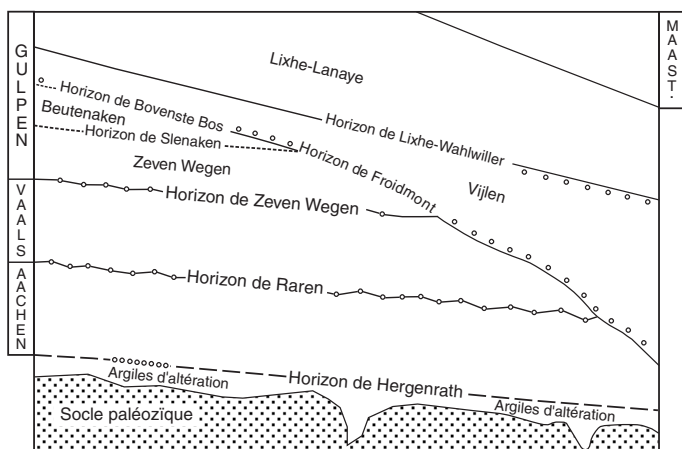 GULPEN
VAALS
AACHEN
MAAST.
Lixhe-Lanaye
Horizon de Bovenste Bos
Beutenaken
Horizon de Slenaken
Horizon de Lixhe-Wahlwiller
Horizon de Froidmont
Zeven Wegen
Vijlen
Horizon de Zeven Wegen
Horizon de Raren
Argiles d'altération
Horizon de Hergenrath
Argiles d'altération
Socle paléozïque